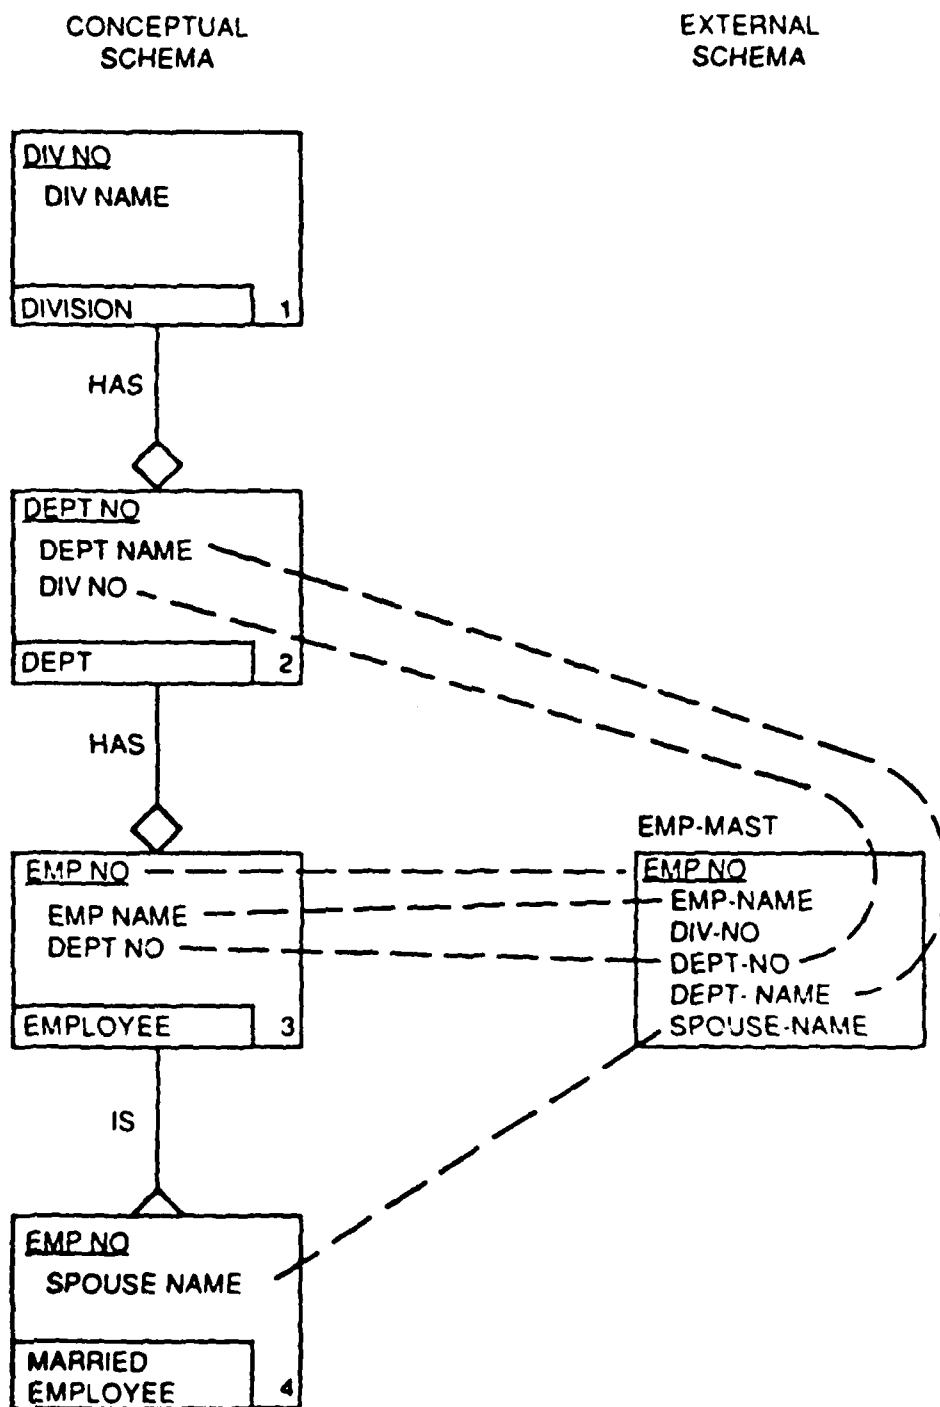 CONCEPTUAL
SCHEMA
EXTERNAL
SCHEMA
DIV NO
DIV NAME
DIVISION 1
HAS
DEPT NO
DEPT NAME
DIV NO
DEPT 2
HAS
EMP NO
EMP NAME
DEPT NO
EMPLOYEE 3
EMP-MAST
EMP NO
EMP-NAME
DIV-NO
DEPT-NO
DEPT- NAME
SPOUSE-NAME
IS
EMP NO
SPOUSE NAME
MARRIED
EMPLOYEE 4